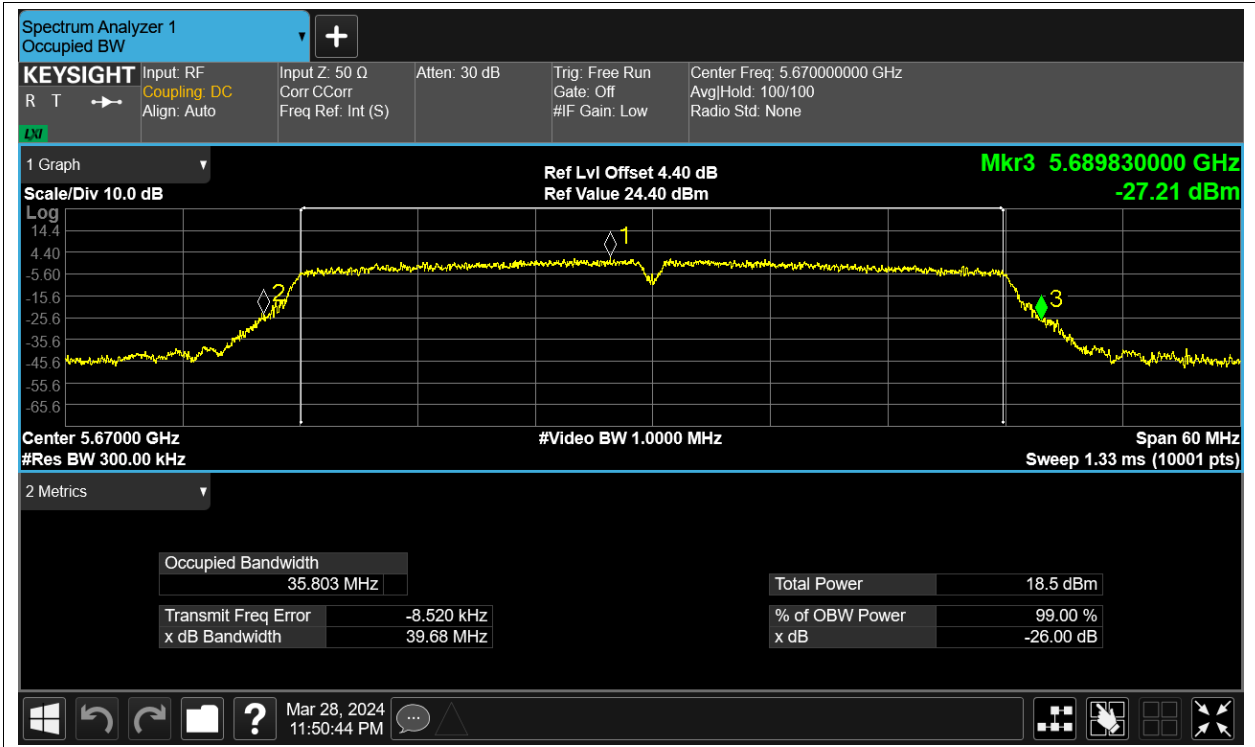 Spectrum Analyzer 1
Occupied BW
+
KEYSIGHT
R T
LXI
Input: RF
Coupling: DC
Align: Auto
Input Z: 50 Ω
Corr CCorr
Freq Ref: Int (S)
Atten: 30 dB
Trig: Free Run
Gate: Off
#IF Gain: Low
Center Freq: 5.670000000 GHz
Avg|Hold: 100/100
Radio Std: None
1 Graph
Scale/Div 10.0 dB
Ref Lvl Offset 4.40 dB
Ref Value 24.40 dBm
Mkr3 5.689830000 GHz
-27.21 dBm
Log
14.4
4.40
-5.60
-15.6
-25.6
-35.6
-45.6
-55.6
-65.6
1
2
3
Center 5.67000 GHz
#Video BW 1.0000 MHz
Span 60 MHz
#Res BW 300.00 kHz
Sweep 1.33 ms (10001 pts)
2 Metrics
Occupied Bandwidth
35.803 MHz
Transmit Freq Error -8.520 kHz
x dB Bandwidth 39.68 MHz
Total Power 18.5 dBm
% of OBW Power 99.00 %
x dB -26.00 dB
?
Mar 28, 2024
11:50:44 PM